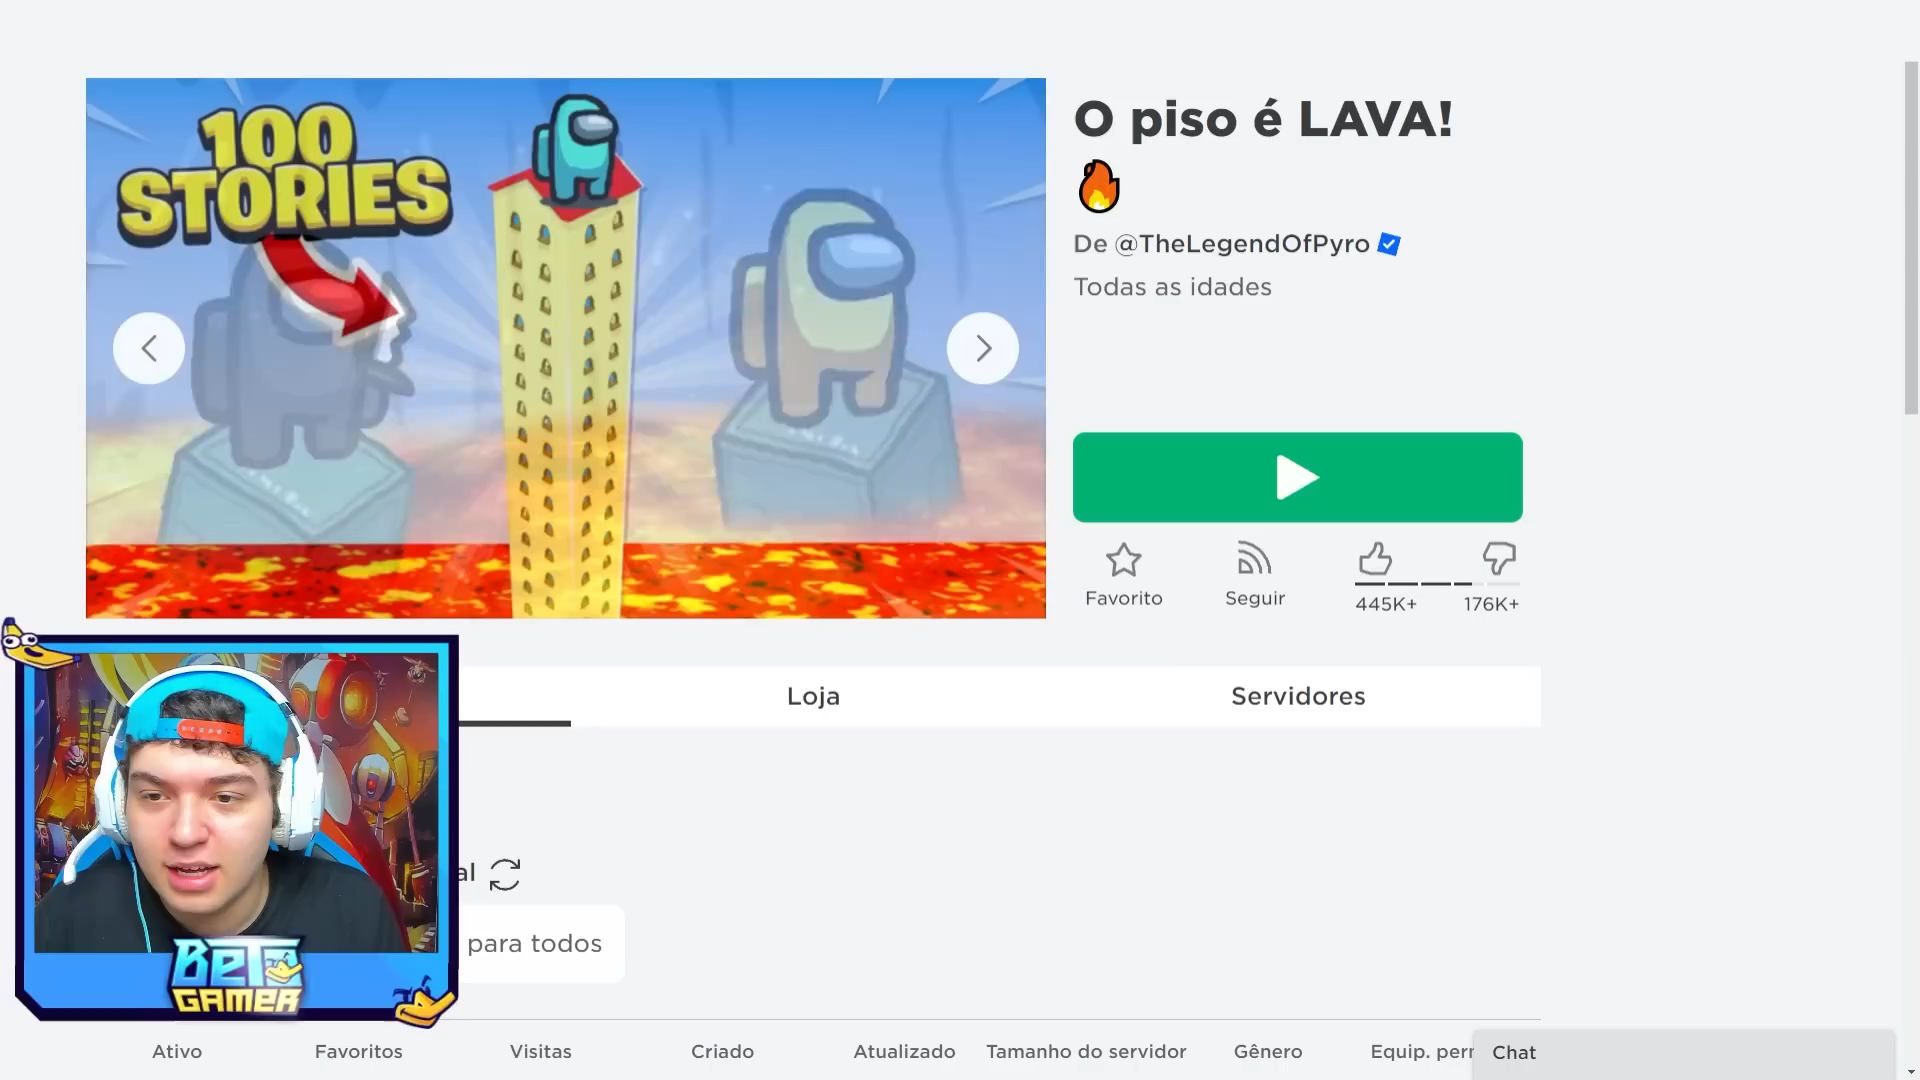 100
STORIES
O piso é LAVA!
De @TheLegendOfPyro
Todas as idades
Favorito
Seguir
445K+
176K+
Loja
Servidores
al
para todos
BeTo
GAMER
Ativo
Favoritos
Visitas
Criado
Atualizado
Tamanho do servidor
Gênero
Equip. perr
Chat